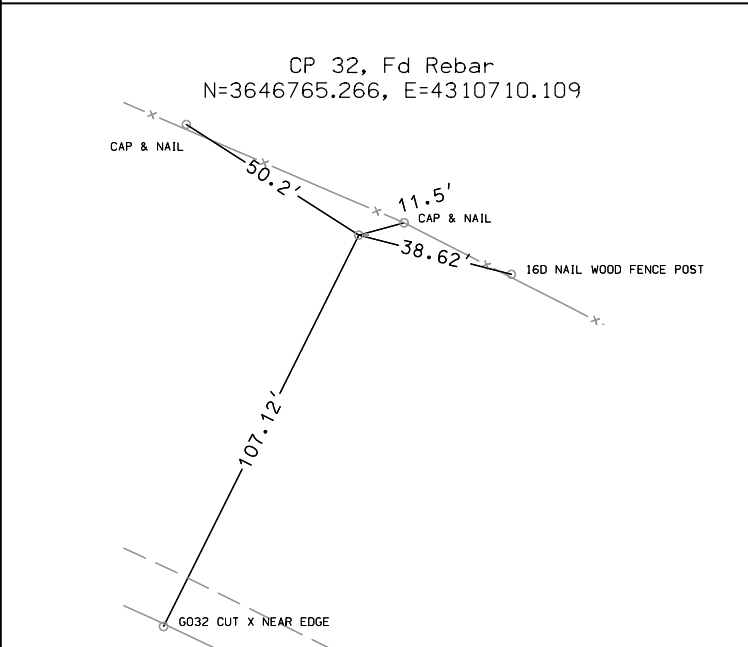 CP 32, Fd Rebar
N=3646765.266, E=4310710.109
CAP & NAIL
50.2'
11.5'
CAP & NAIL
38.62'
16D NAIL WOOD FENCE POST
107.12'
GO32 CUT X NEAR EDGE